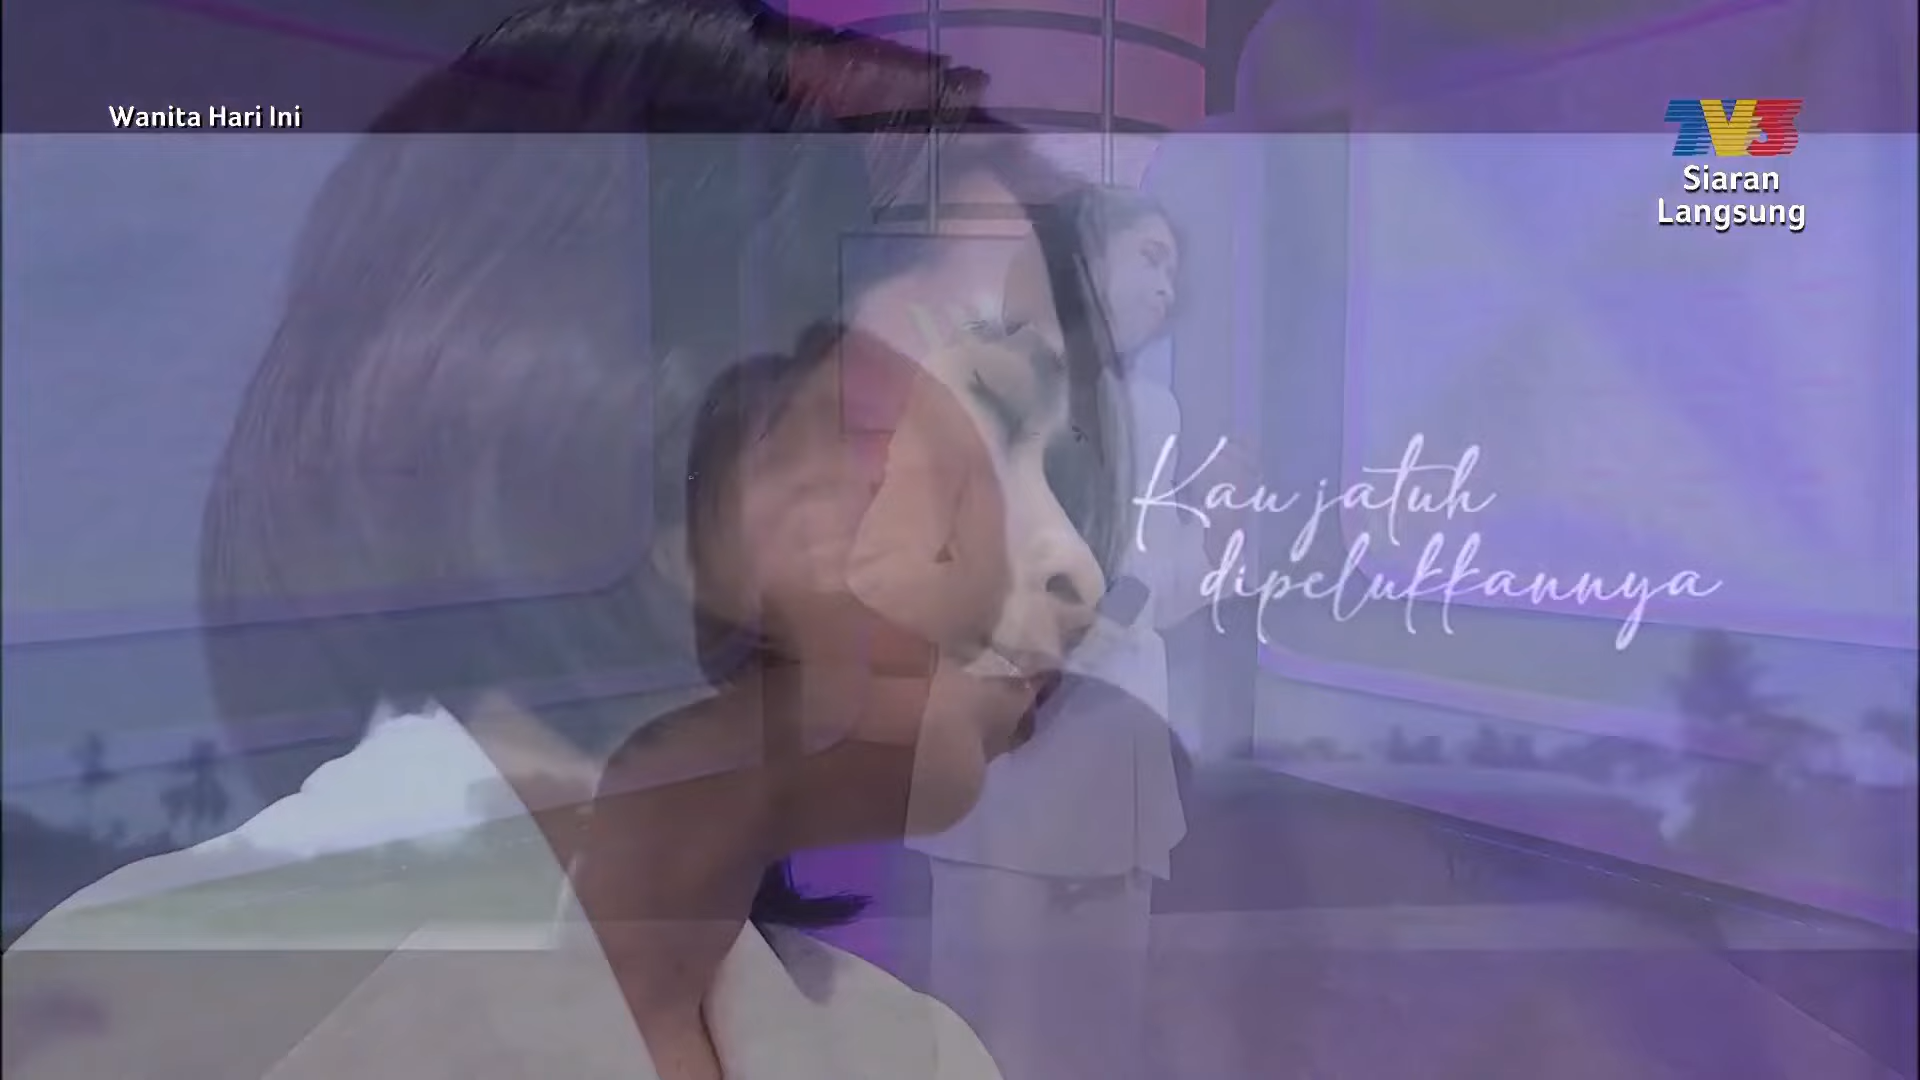 Wanita Hari Ini
TV3
Siaran
Langsung
Kau jatuh
dipelukkannya